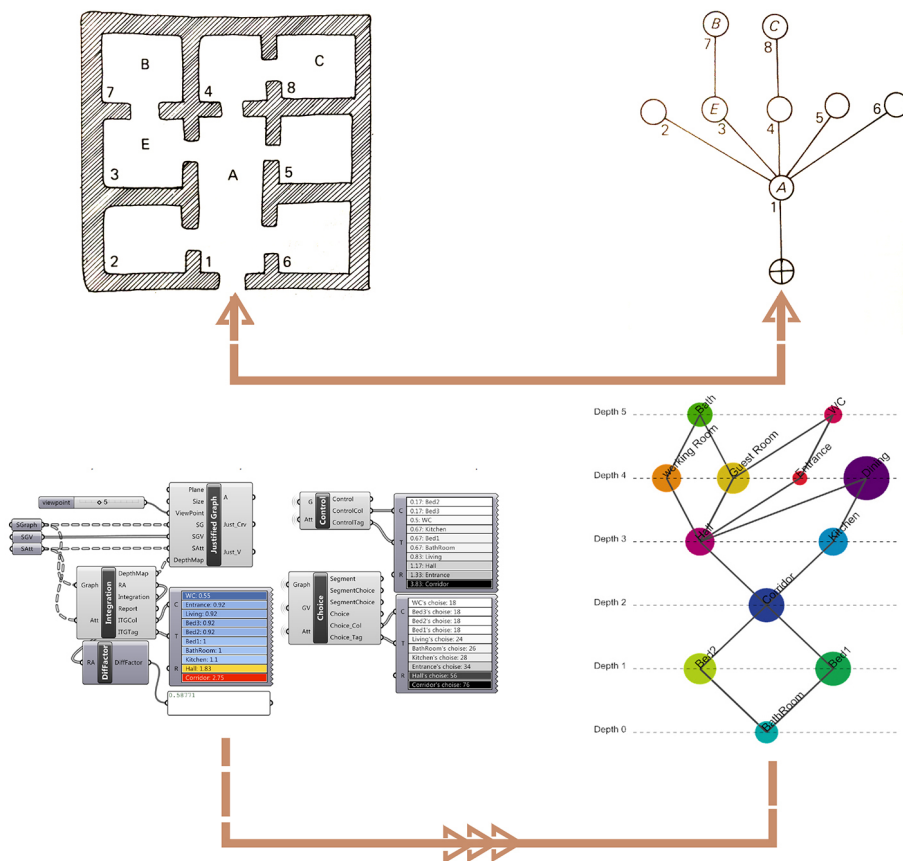 B
C
7
4
8
E
A
3
5
2
1
6
B
7
C
8
E
3
4
5
6
2
A
1
viewpoint
◇ 5
SGraph
SGV
SAtt
Plane
Size
ViewPoint
SG
SGV
SAtt
DepthMap
Justified Graph
A
Just_Crv
Just_V
Graph
Att
Integration
DepthMap
RA
Integration
Report
ITGCol
ITGTag
RA
DiffFactor
DiffFactor
C
T
R
WC: 0.55
Entrance: 0.92
Living: 0.92
Bed3: 0.92
Bed2: 0.92
Bed1: 1
BathRoom: 1
Kitchen: 1.1
Hall: 1.83
Corridor: 2.75
0.58771
G
Att
Control
Control
ControlCol
ControlTag
C
T
R
0.17: Bed2
0.17: Bed3
0.5: WC
0.67: Kitchen
0.67: Bed1
0.67: BathRoom
0.83: Living
1.17: Hall
1.33: Entrance
3.83: Corridor
Graph
GV
Att
Choice
Segment
SegmentChoice
SegmentChoice
Choice
Choice_Col
Choice_Tag
C
T
R
WC's choise: 18
Bed3's choise: 18
Bed2's choise: 18
Bed1's choise: 18
Living's choise: 24
BathRoom's choise: 26
Kitchen's choise: 28
Entrance's choise: 34
Hall's choise: 56
Corridor's choise: 76
Depth 5
Bath
WC
Depth 4
working Room
Guest Room
Entrance
Dining
Depth 3
Hall
Kitchen
Depth 2
Corridor
Depth 1
Bed2
Bed1
Depth 0
BathRoom